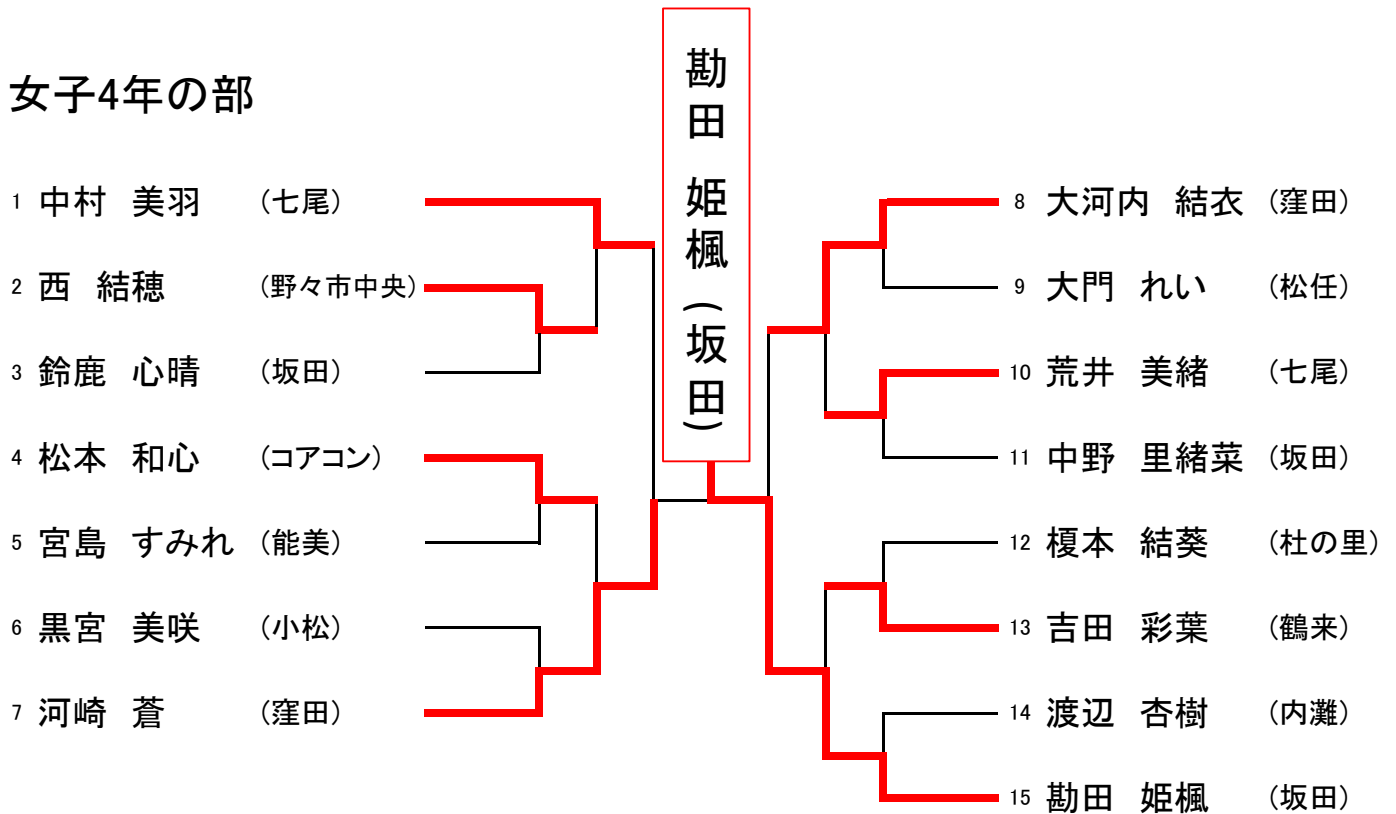 女子4年の部
勘田 姫楓(坂田)
1 中村 美羽 (七尾)
2 西 結穂 (野々市中央)
3 鈴鹿 心晴 (坂田)
4 松本 和心 (コアコン)
5 宮島 すみれ (能美)
6 黒宮 美咲 (小松)
7 河崎 蒼 (窪田)
8 大河内 結衣 (窪田)
9 大門 れい (松任)
10 荒井 美緒 (七尾)
11 中野 里緒菜 (坂田)
12 榎本 結葵 (杜の里)
13 吉田 彩葉 (鶴来)
14 渡辺 杏樹 (内灘)
15 勘田 姫楓 (坂田)